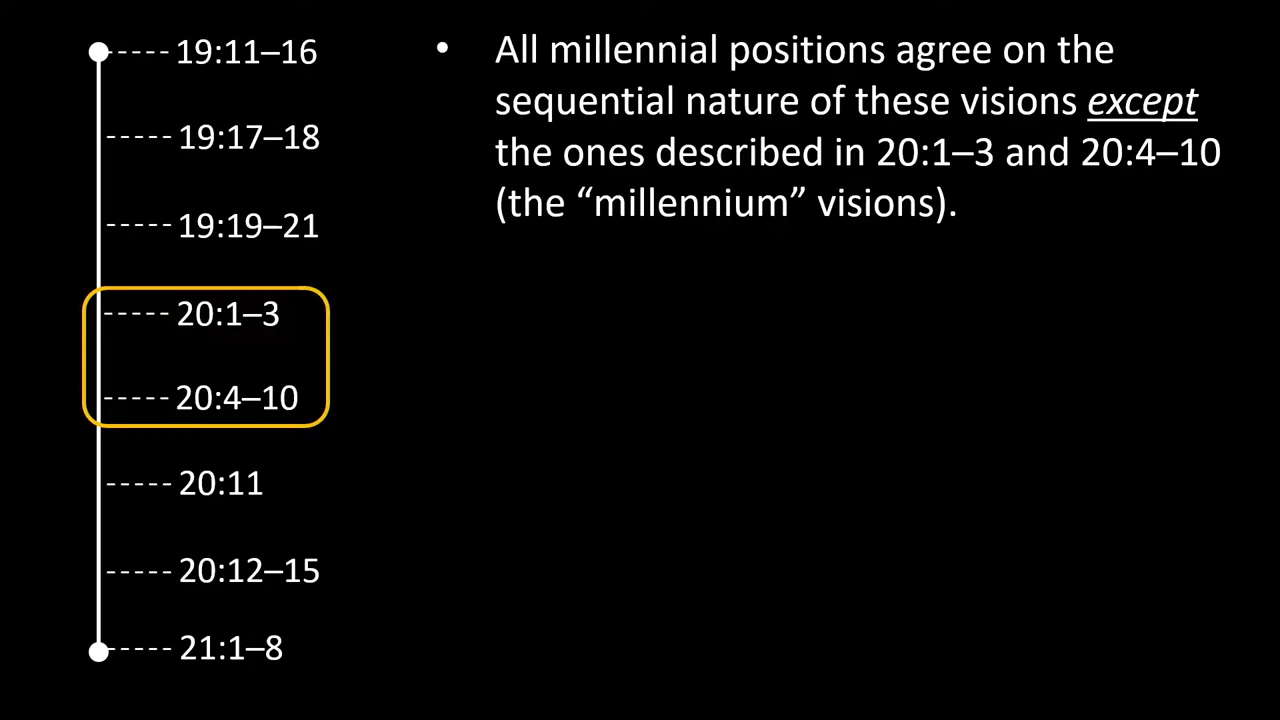 19:11–16
19:17–18
19:19–21
20:1–3
20:4–10
20:11
20:12–15
21:1–8
• All millennial positions agree on the
sequential nature of these visions except
the ones described in 20:1–3 and 20:4–10
(the “millennium” visions).